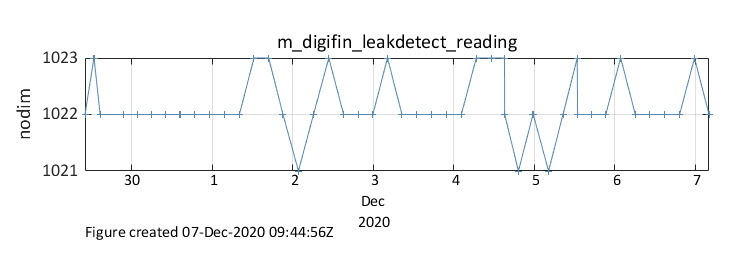 m_digifin_leakdetect_reading
1023
1022
1021
nodim
30 1 2 3 4 5 6 7
Dec
2020
Figure created 07-Dec-2020 09:44:56Z